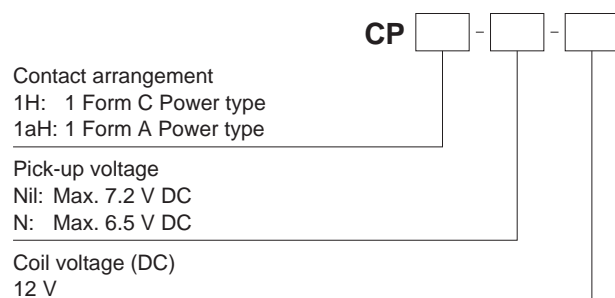 CP - -
Contact arrangement
1H: 1 Form C Power type
1aH: 1 Form A Power type
Pick-up voltage
Nil: Max. 7.2 V DC
N: Max. 6.5 V DC
Coil voltage (DC)
12 V